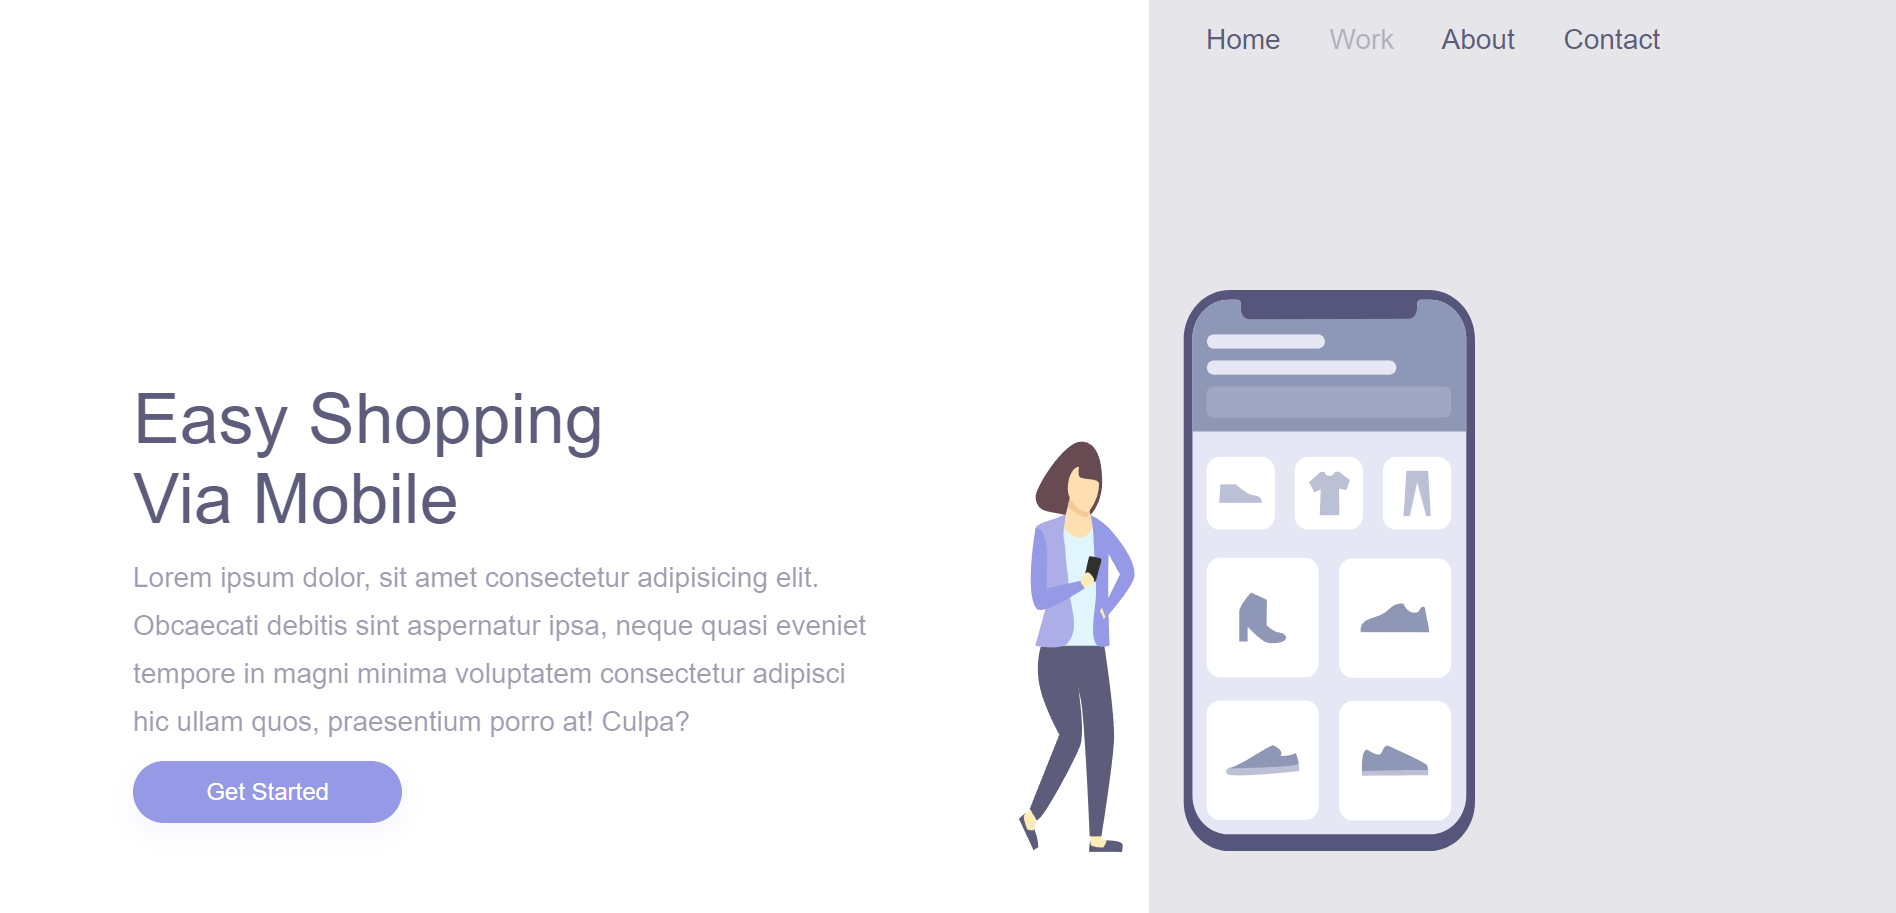 Home Work About Contact
Easy Shopping
Via Mobile
Lorem ipsum dolor, sit amet consectetur adipisicing elit.
Obcaecati debitis sint aspernatur ipsa, neque quasi eveniet
tempore in magni minima voluptatem consectetur adipisci
hic ullam quos, praesentium porro at! Culpa?
Get Started